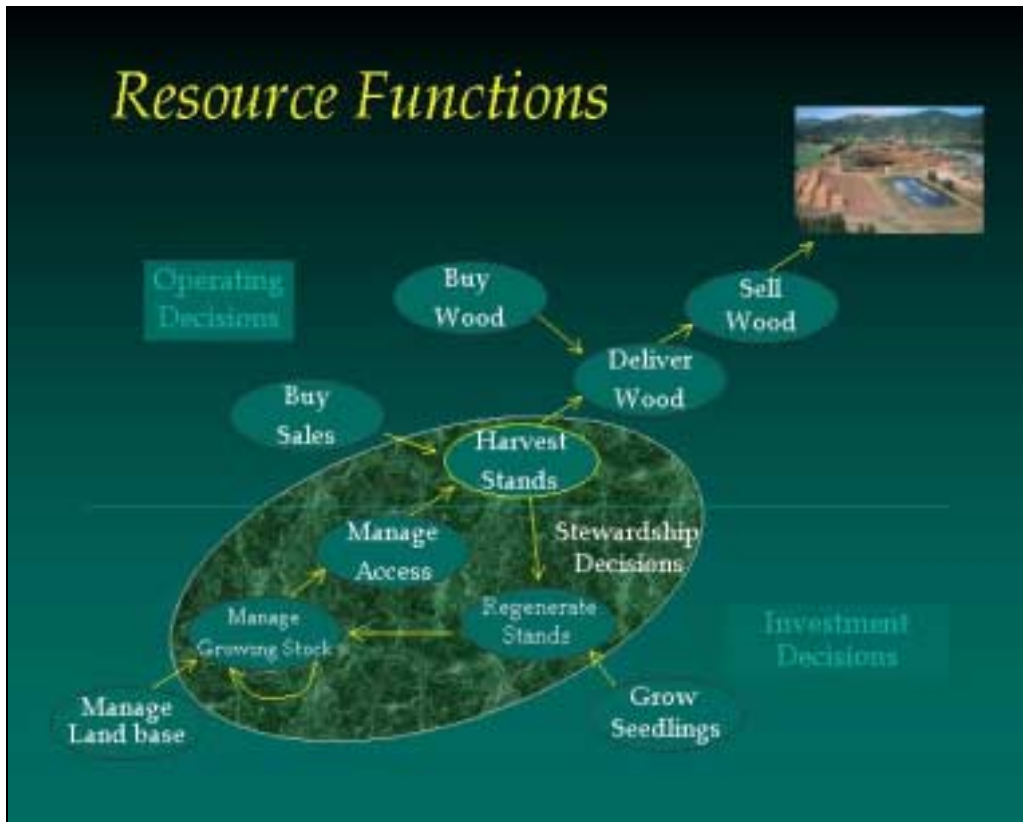 Resource Functions
Operating
Decisions
Buy
Wood
Sell
Wood
Deliver
Wood
Buy
Sales
Harvest
Stands
Manage
Access
Stewardship
Decisions
Manage
Growing Stock
Regenerate
Stands
Investment
Decisions
Manage
Land base
Grow
Seedlings